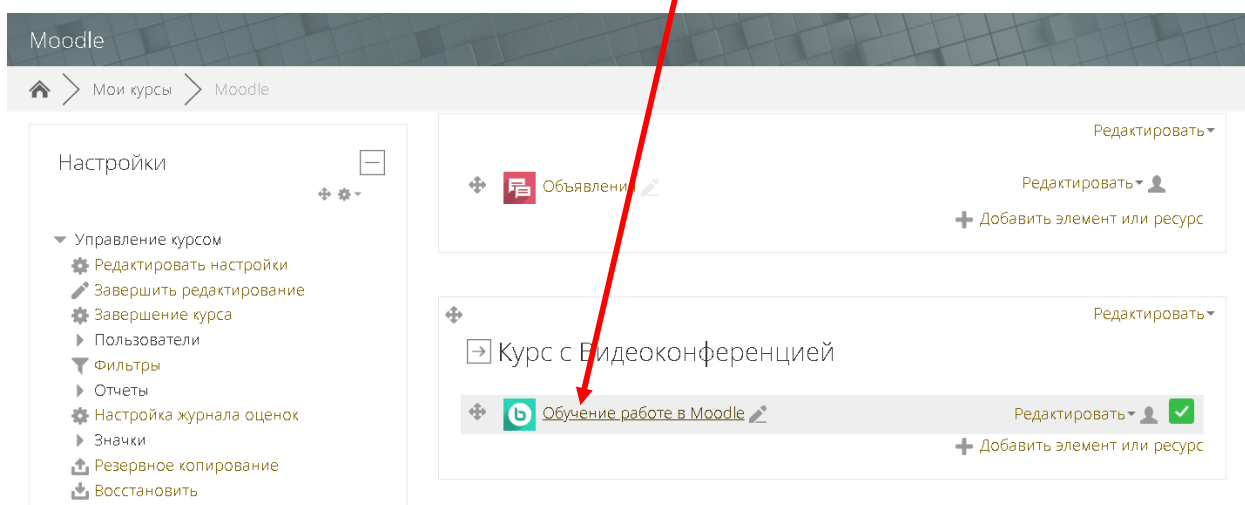 Moodle
Мои курсы Moodle
Настройки
Управление курсом
Редактировать настройки
Завершить редактирование
Завершение курса
Пользователи
Фильтры
Отчеты
Настройка журнала оценок
Значки
Резервное копирование
Восстановить
Редактировать
Объявления Редактировать
Добавить элемент или ресурс
Редактировать
Курс с Видеоконференцией
Обучение работе в Moodle Редактировать
Добавить элемент или ресурс